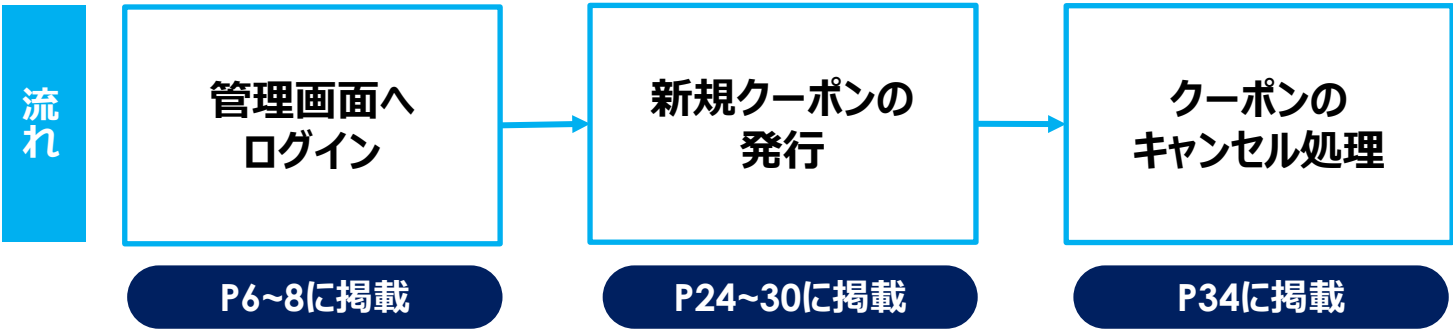 流れ
管理画面へ
ログイン
新規クーポンの
発行
クーポンの
キャンセル処理
P6~8に掲載
P24~30に掲載
P34に掲載